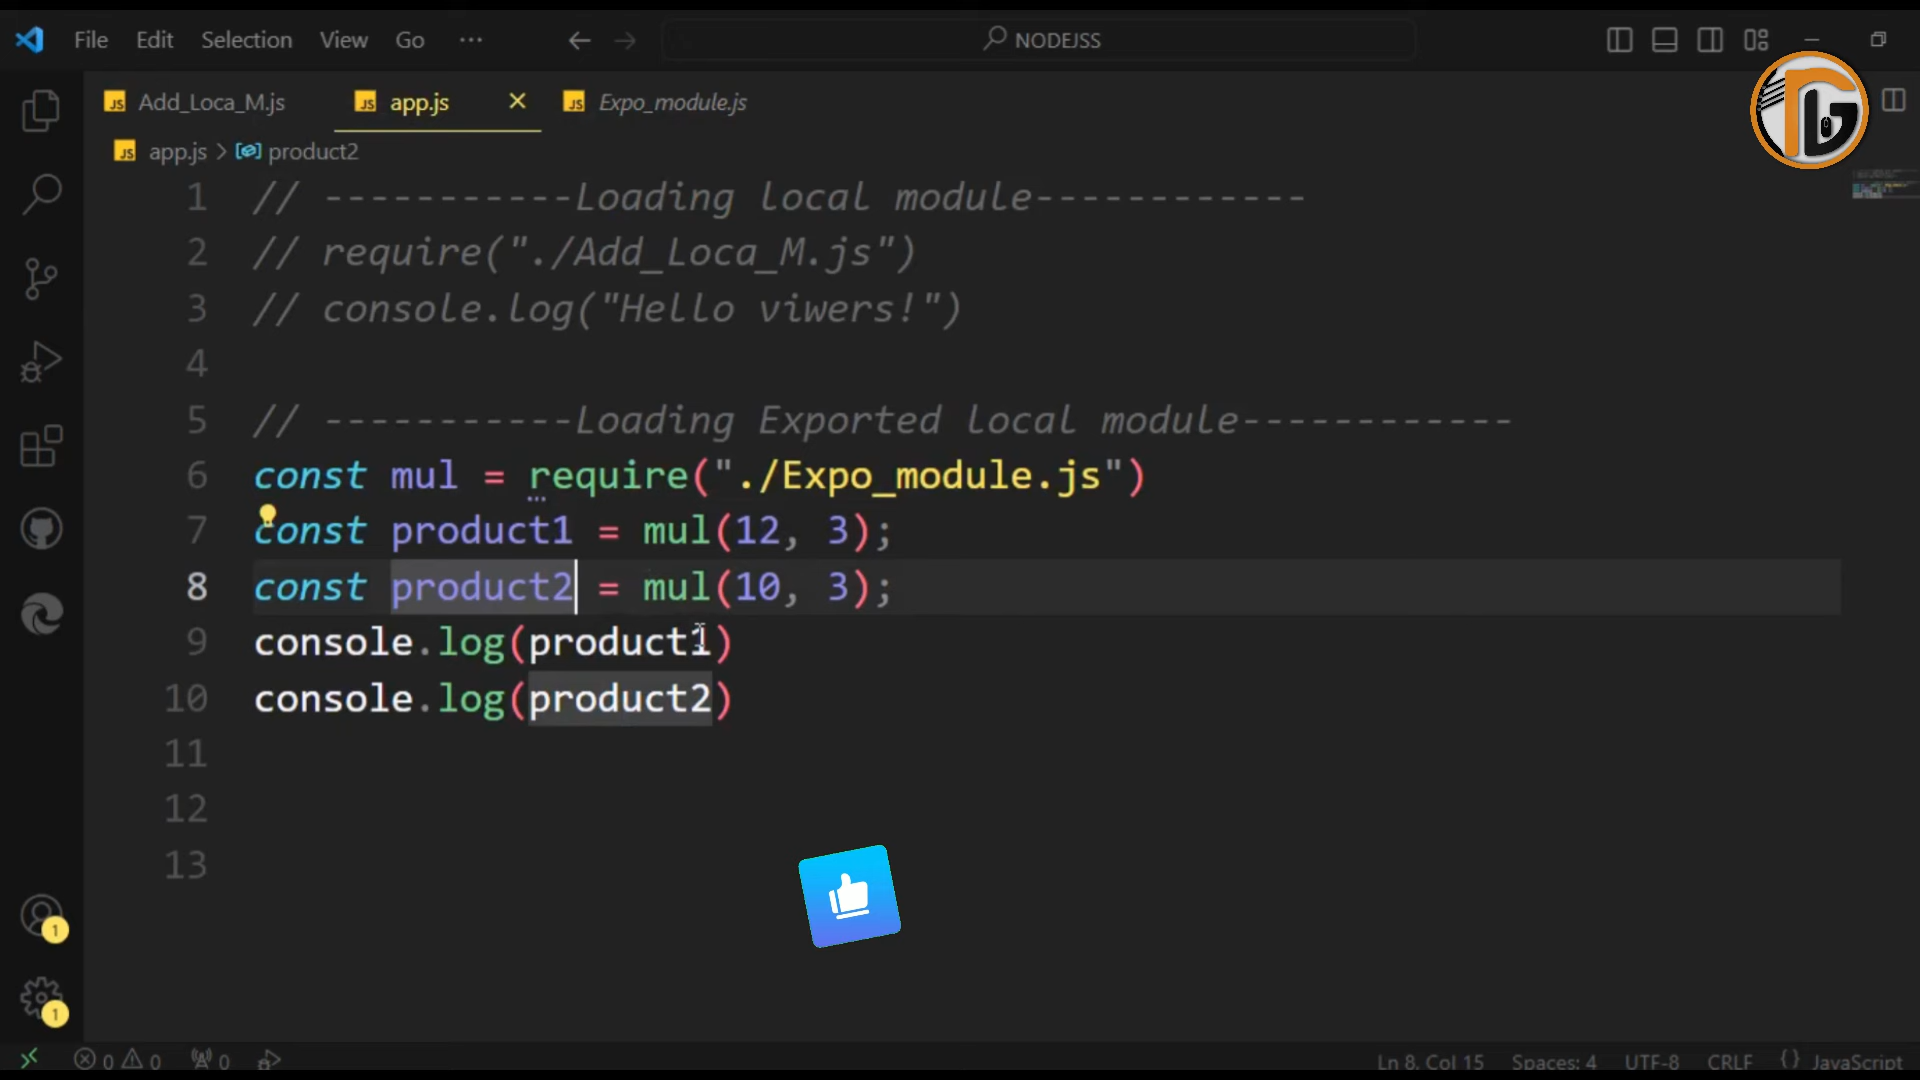 File Edit Selection View Go ··· NODEJSS
Add_Loca_M.js app.js Expo_module.js
app.js > product2
1 // -----------Loading local module------------
2 // require("./Add_Loca_M.js")
3 // console.log("Hello viwers!")
4
5 // -----------Loading Exported local module------------
6 const mul = require("./Expo_module.js")
7 const product1 = mul(12, 3);
8 const product2 = mul(10, 3);
9 console.log(product1)
10 console.log(product2)
11
12
13
1
1
0 0 0 Ln 8, Col 15 Spaces: 4 UTF-8 CRLF {} JavaScript